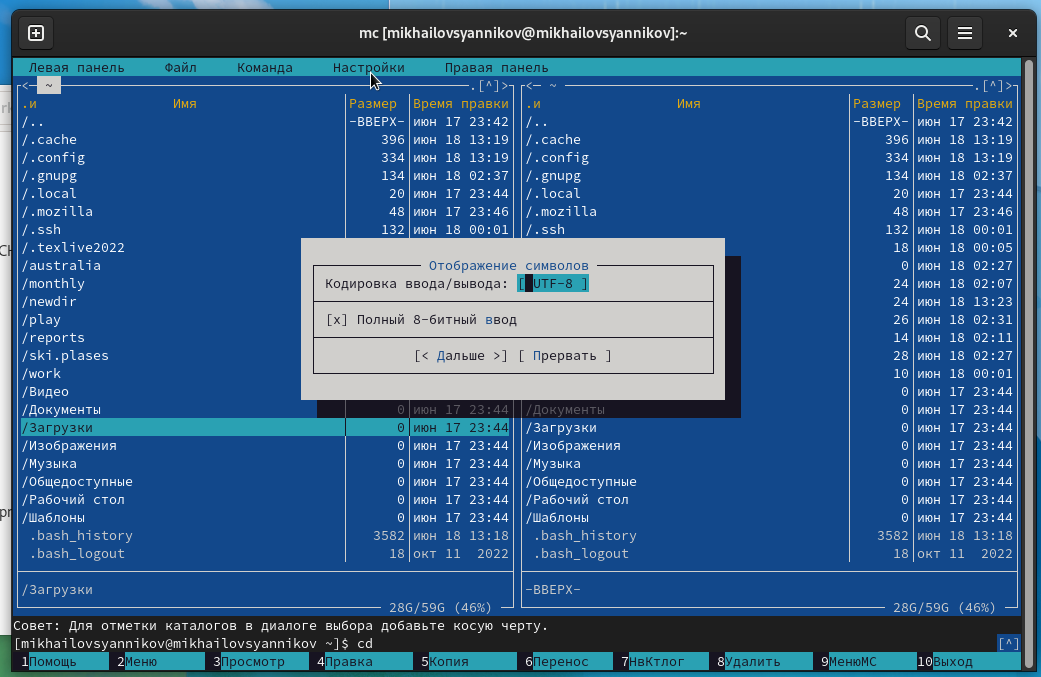 mc [mikhailovsyannikov@mikhailovsyannikov]:~
Левая панель Файл Команда Настройки Правая панель
<─ ~ .[^]> <─ ~ .[^]>
.и Имя Размер Время правки .и Имя Размер Время правки
/.. -ВВЕРХ- июн 17 23:42 /.. -ВВЕРХ- июн 17 23:42
/.cache 396 июн 18 13:19 /.cache 396 июн 18 13:19
/.config 334 июн 18 13:19 /.config 334 июн 18 13:19
/.gnupg 134 июн 18 02:37 /.gnupg 134 июн 18 02:37
/.local 20 июн 17 23:44 /.local 20 июн 17 23:44
/.mozilla 48 июн 17 23:46 /.mozilla 48 июн 17 23:46
/.ssh 132 июн 18 00:01 /.ssh 132 июн 18 00:01
/.texlive2022 18 июн 18 00:05
/australia 0 июн 18 02:27
/monthly 24 июн 18 02:07
/newdir 24 июн 18 13:23
/play 26 июн 18 02:31
/reports 14 июн 18 02:11
/ski.plases 28 июн 18 02:27
/work 10 июн 18 00:01
/Видео 0 июн 17 23:44
/Документы 0 июн 17 23:44 /Документы 0 июн 17 23:44
/Загрузки 0 июн 17 23:44 /Загрузки 0 июн 17 23:44
/Изображения 0 июн 17 23:44 /Изображения 0 июн 17 23:44
/Музыка 0 июн 17 23:44 /Музыка 0 июн 17 23:44
/Общедоступные 0 июн 17 23:44 /Общедоступные 0 июн 17 23:44
/Рабочий стол 0 июн 17 23:44 /Рабочий стол 0 июн 17 23:44
/Шаблоны 0 июн 17 23:44 /Шаблоны 0 июн 17 23:44
.bash_history 3582 июн 18 13:18 .bash_history 3582 июн 18 13:18
.bash_logout 18 окт 11 2022 .bash_logout 18 окт 11 2022
/Загрузки -ВВЕРХ-
28G/59G (46%) 28G/59G (46%)
Отображение символов
Кодировка ввода/вывода: [ UTF-8 ]
[x] Полный 8-битный ввод
[< Дальше >] [ Прервать ]
Совет: Для отметки каталогов в диалоге выбора добавьте косую черту.
[mikhailovsyannikov@mikhailovsyannikov ~]$ cd [^]
1Помощь 2Меню 3Просмотр 4Правка 5Копия 6Перенос 7НвКтлог 8Удалить 9МенюМС 10Выход